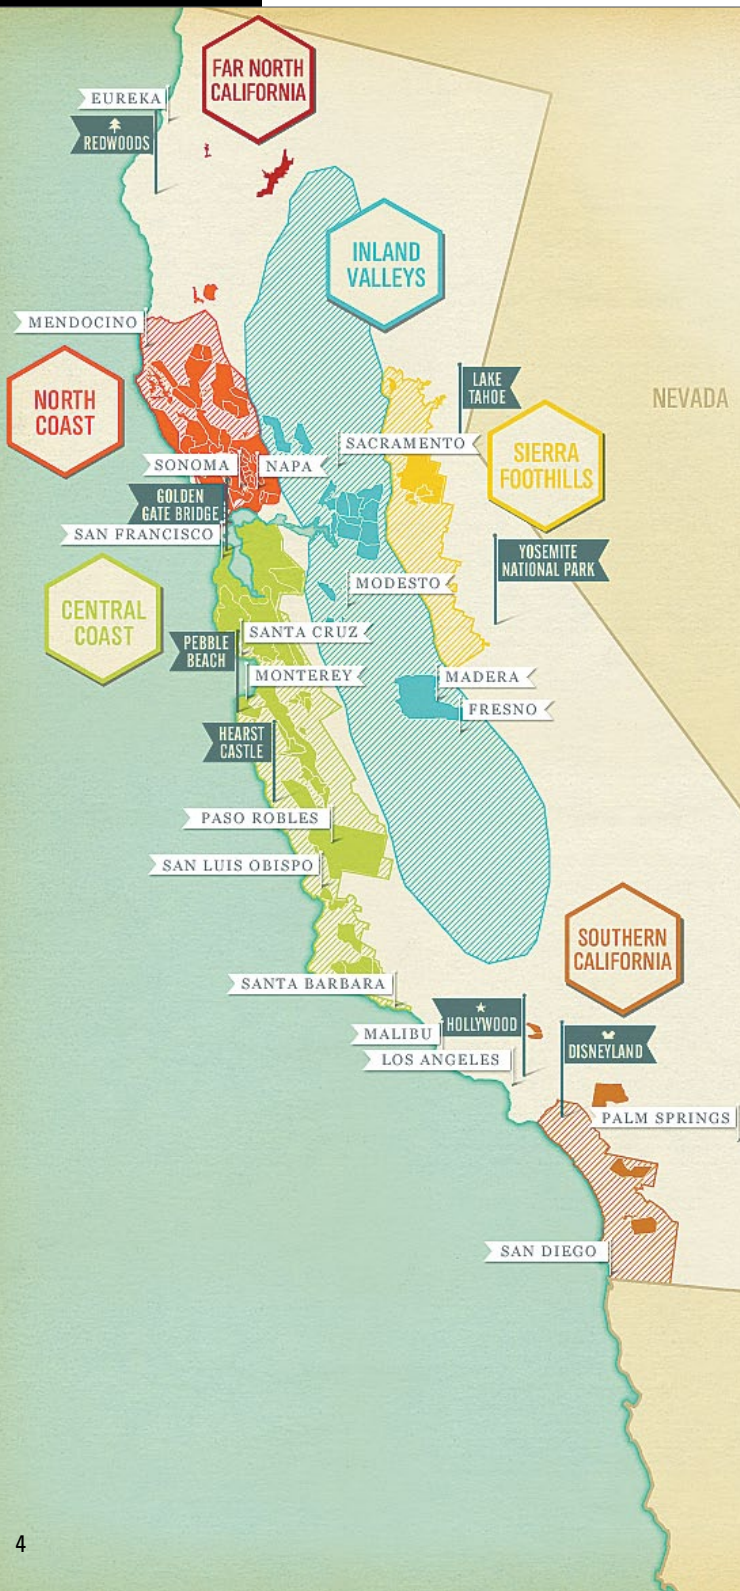 FAR NORTH
CALIFORNIA
EUREKA
REDWOODS
INLAND
VALLEYS
MENDOCINO
LAKE
TAHOE
NORTH
COAST
NEVADA
SACRAMENTO
SIERRA
FOOTHILLS
SONOMA
NAPA
GOLDEN
GATE BRIDGE
SAN FRANCISCO
YOSEMITE
NATIONAL PARK
MODESTO
CENTRAL
COAST
SANTA CRUZ
PEBBLE
BEACH
MONTEREY
MADERA
FRESNO
HEARST
CASTLE
PASO ROBLES
SAN LUIS OBISPO
SOUTHERN
CALIFORNIA
SANTA BARBARA
HOLLYWOOD
MALIBU
DISNEYLAND
LOS ANGELES
PALM SPRINGS
SAN DIEGO
4